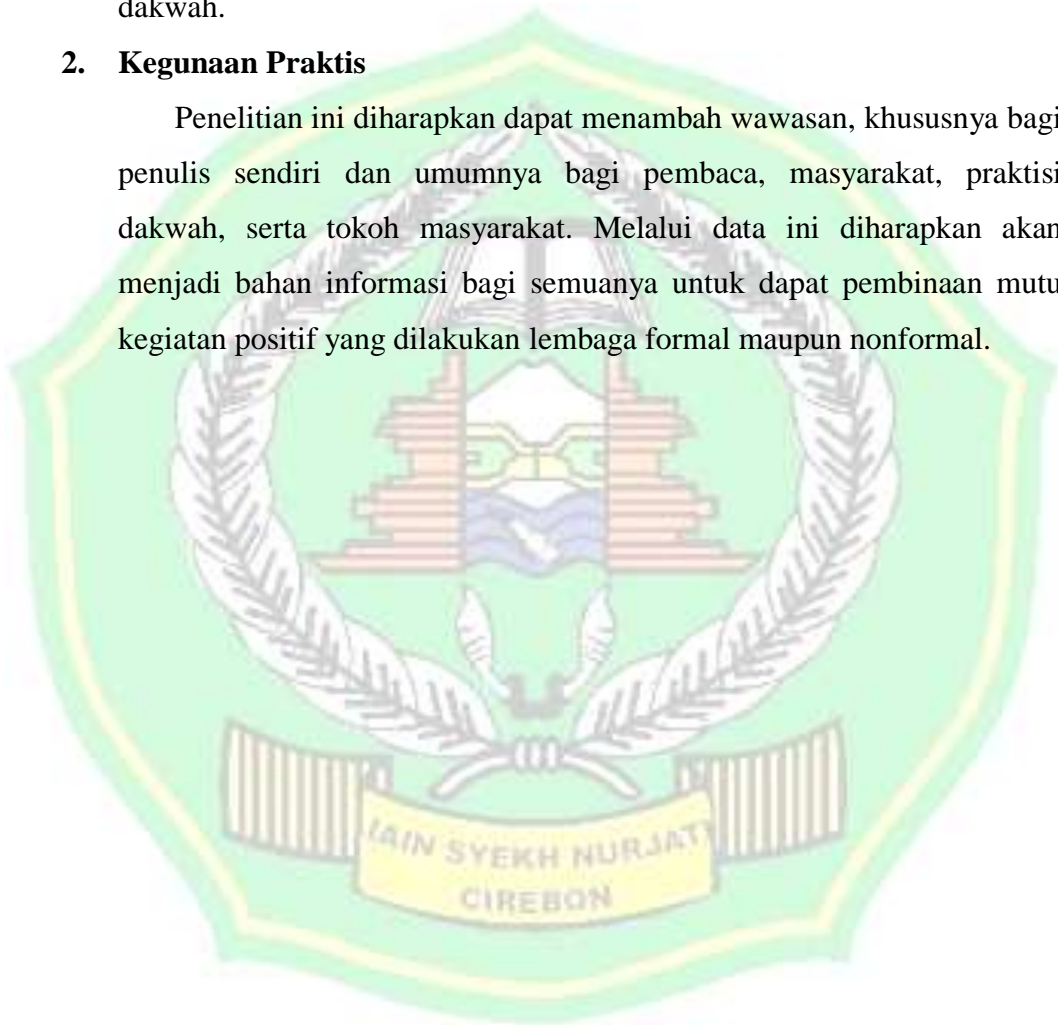 dakwah.
2. Kegunaan Praktis
Penelitian ini diharapkan dapat menambah wawasan, khususnya bagi
penulis sendiri dan umumnya bagi pembaca, masyarakat, praktisi
dakwah, serta tokoh masyarakat. Melalui data ini diharapkan akan
menjadi bahan informasi bagi semuanya untuk dapat pembinaan mutu
kegiatan positif yang dilakukan lembaga formal maupun nonformal.
IAIN SYEKH NURJATI
CIREBON